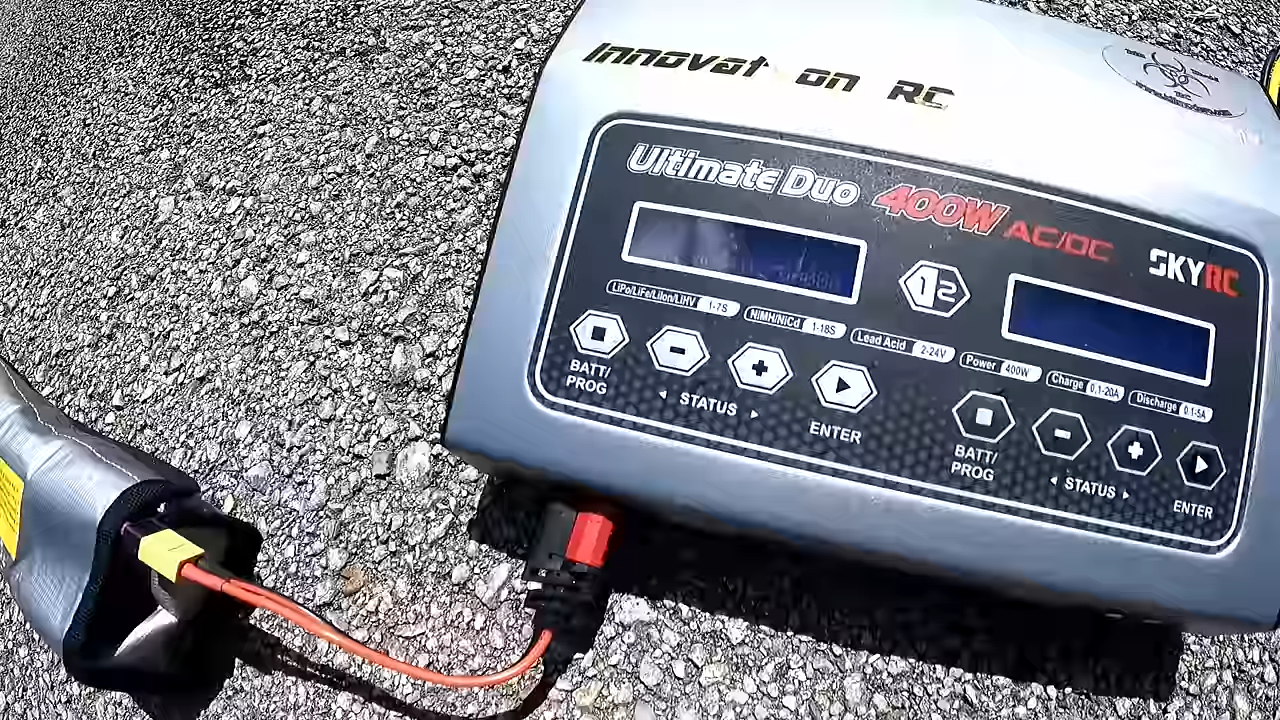 Innovat on RC
Ultimate Duo 400W AC/DC
SKYRC
1 2
LiPo/LiFe/LiIon/LiHV 1-7S
NiMH/NiCd 1-18S
Lead Acid 2-24V
Power 400W
Charge 0.1-20A
Discharge 0.1-5A
BATT/
PROG
STATUS
ENTER
BATT/
PROG
STATUS
ENTER